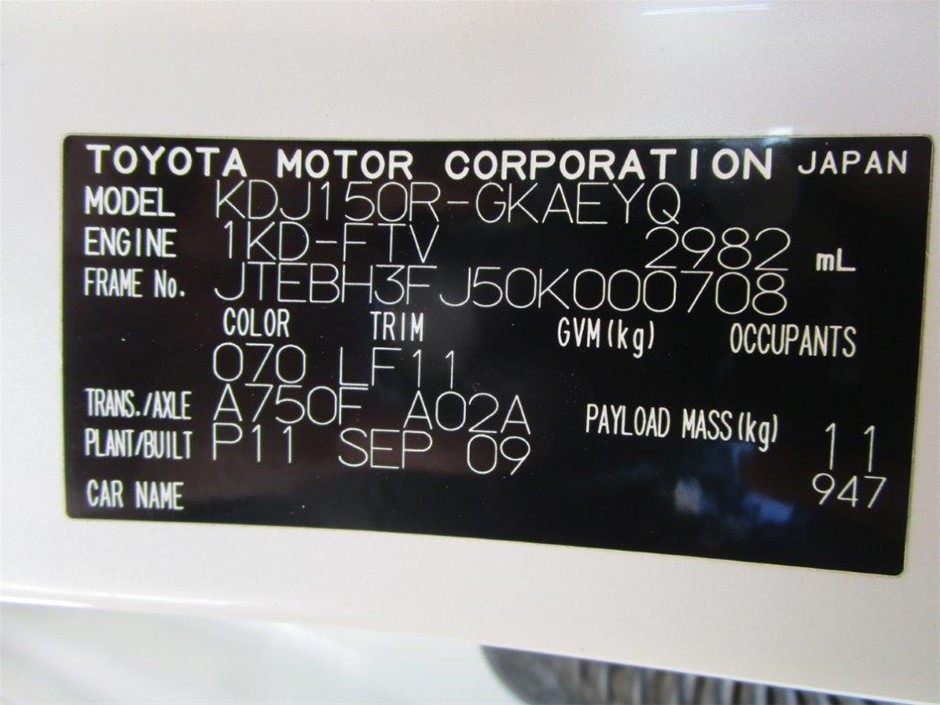 TOYOTA MOTOR CORPORATION JAPAN
MODEL KDJ150R-GKAEYQ
ENGINE 1KD-FTV 2982 mL
FRAME No. JTEBH3FJ50K000708
COLOR TRIM GVM(kg) OCCUPANTS
070 LF11
TRANS./AXLE A750F A02A PAYLOAD MASS(kg) 11
PLANT/BUILT P11 SEP 09
CAR NAME 947